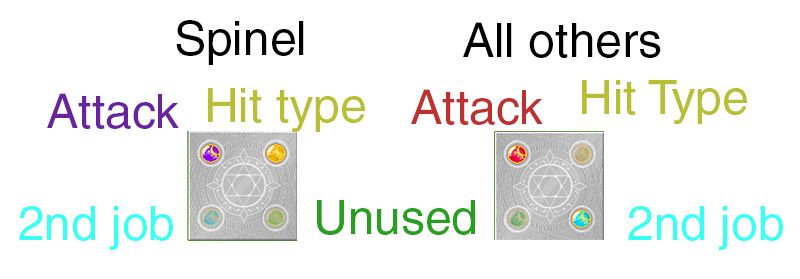 Spinel
All others
Attack
Hit type
Attack
Hit Type
2nd job
Unused
2nd job